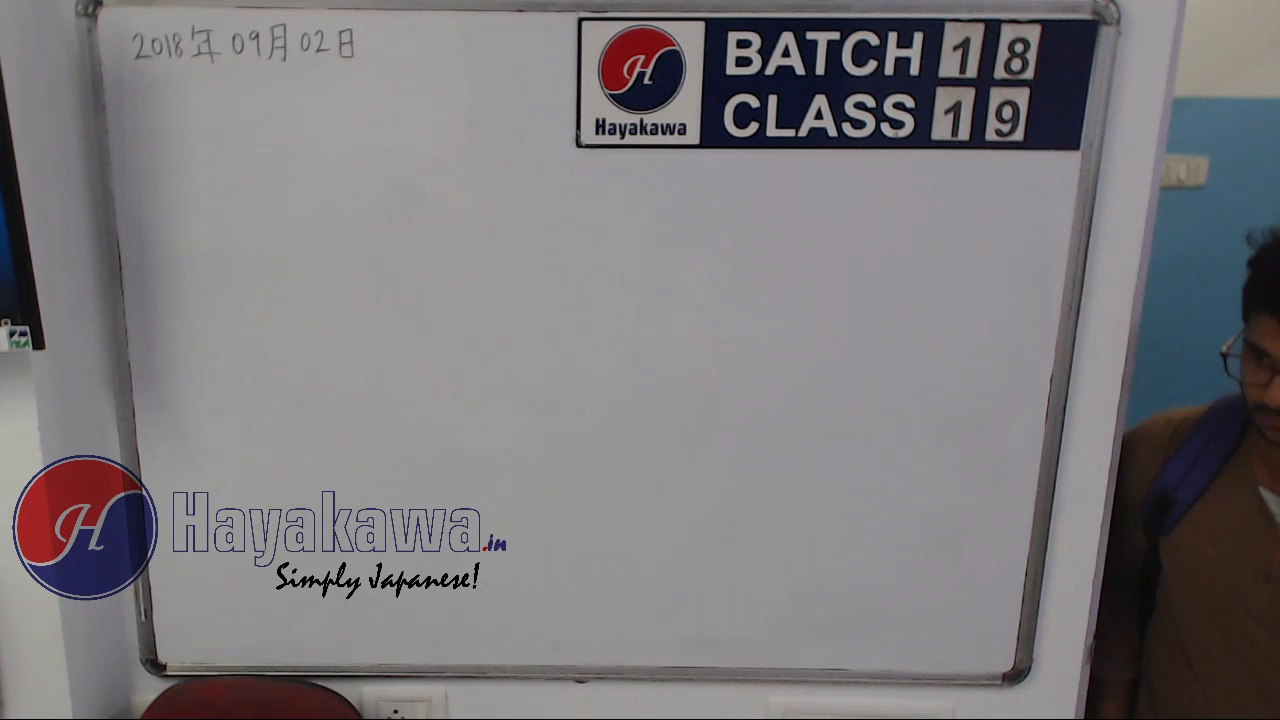 2018年09月02日
H
Hayakawa
BATCH 18
CLASS 19
H
Hayakawa.in
Simply Japanese!